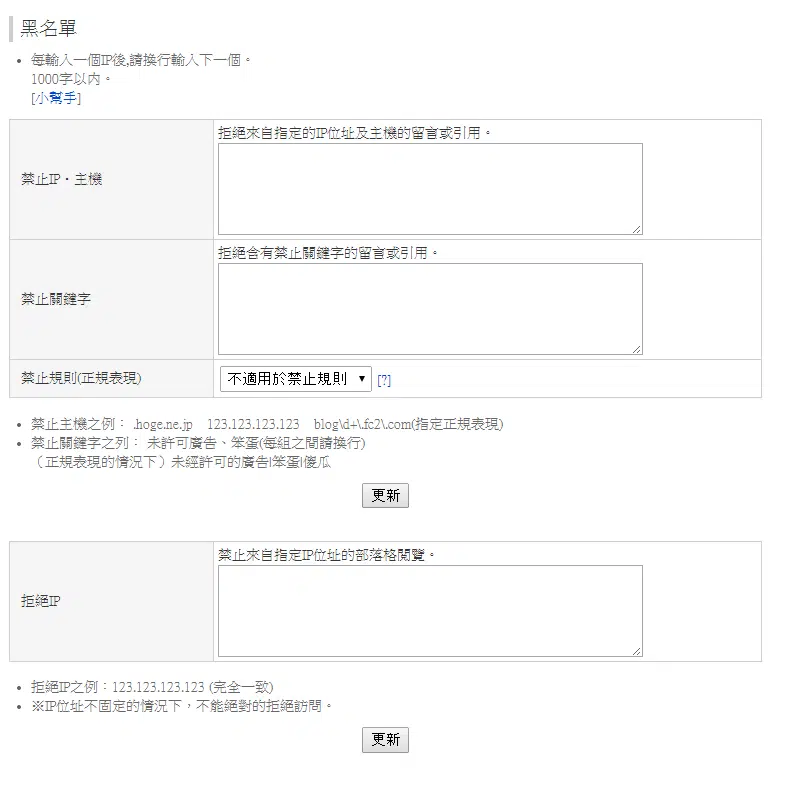 黑名單
每輸入一個IP後,請換行輸入下一個。
1000字以內。
[小幫手]
拒絕來自指定的IP位址及主機的留言或引用。
禁止IP・主機
拒絕含有禁止關鍵字的留言或引用。
禁止關鍵字
禁止規則(正規表現) 不適用於禁止規則 [?]
禁止主機之例： .hoge.ne.jp 123.123.123.123 blog\d+\.fc2\.com(指定正規表現)
禁止關鍵字之列： 未許可廣告、笨蛋(每組之間請換行)
（正規表現的情況下）未經許可的廣告|笨蛋|傻瓜
更新
禁止來自指定IP位址的部落格閱覽。
拒絕IP
拒絕IP之例：123.123.123.123 (完全一致)
※IP位址不固定的情況下，不能絕對的拒絕訪問。
更新